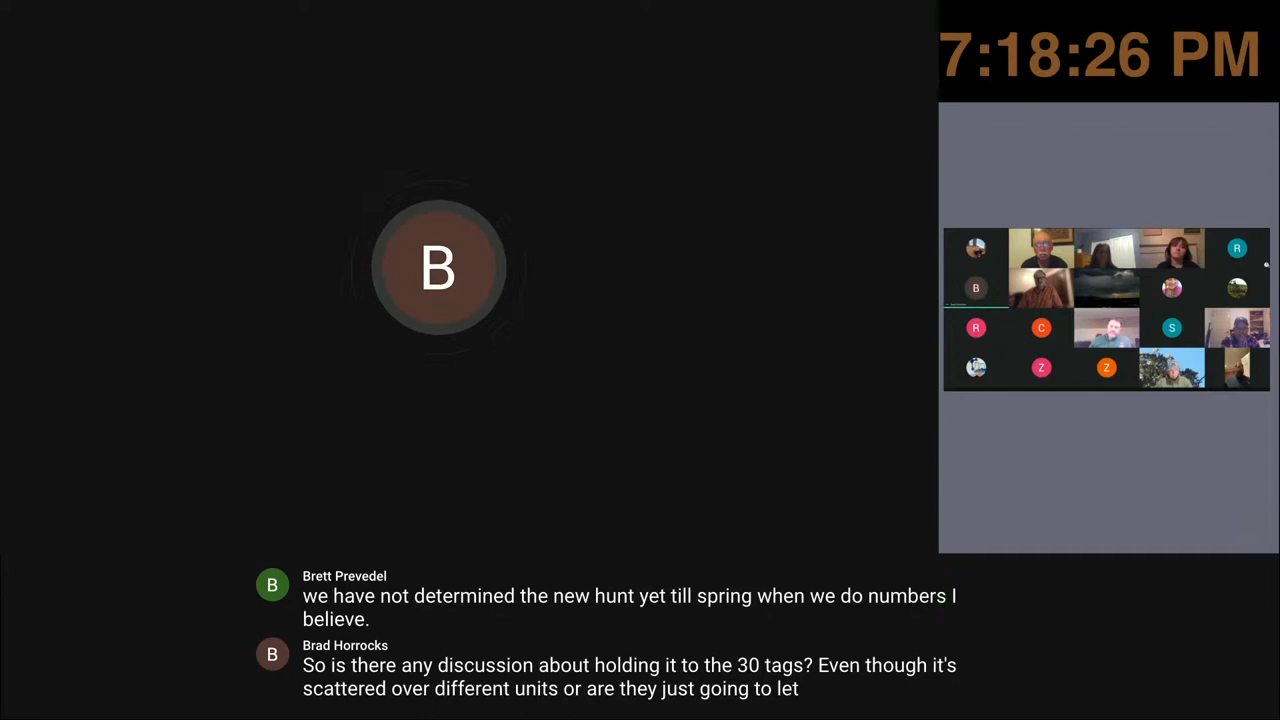 7:18:26 PM
B
R
B
R
C
S
Z
Z
B
Brett Prevedel
we have not determined the new hunt yet till spring when we do numbers I
believe.
B
Brad Horrocks
So is there any discussion about holding it to the 30 tags? Even though it's
scattered over different units or are they just going to let